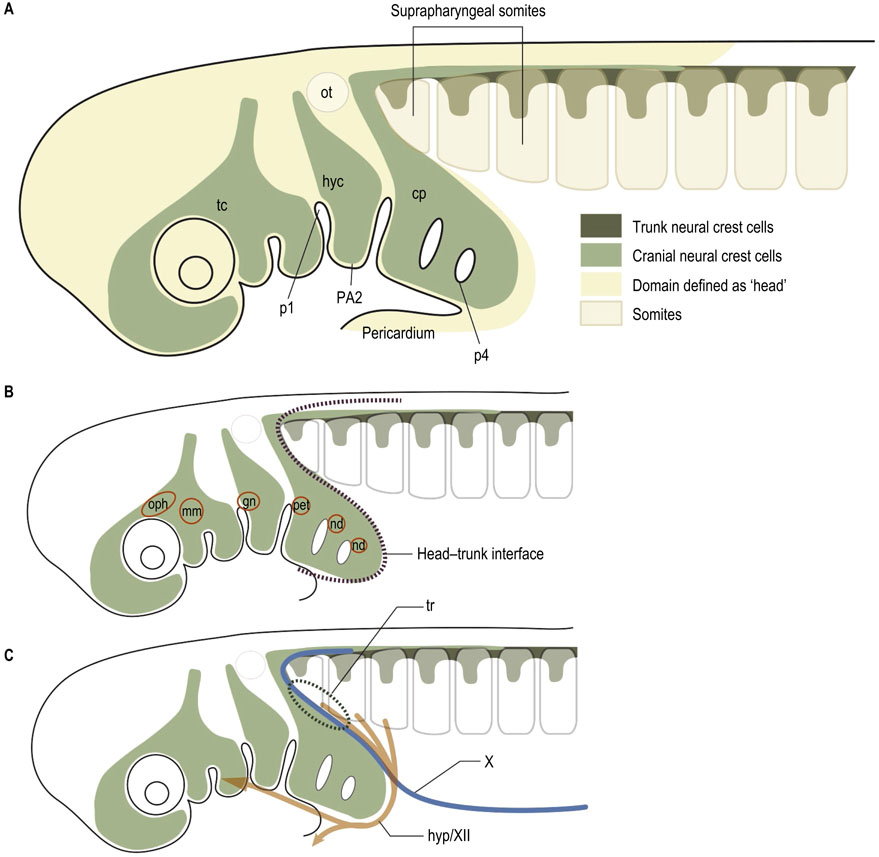 A
Suprapharyngeal somites
ot
hyc
tc
cp
Trunk neural crest cells
Cranial neural crest cells
Domain defined as ‘head’
Somites
p1
PA2
Pericardium
p4
B
oph
mm
gn
pet
nd
nd
Head–trunk interface
tr
C
X
hyp/XII